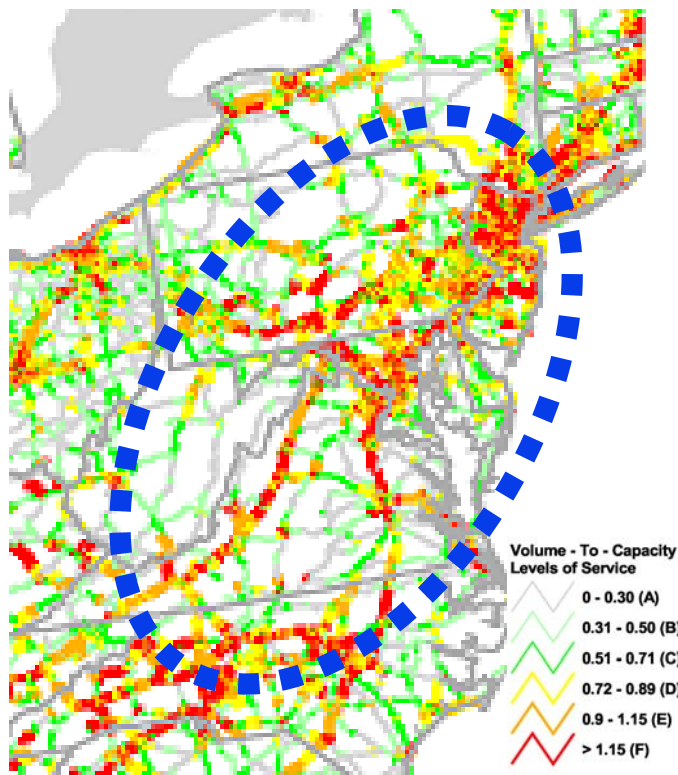 Volume - To - Capacity
Levels of Service
0 - 0.30 (A)
0.31 - 0.50 (B)
0.51 - 0.71 (C)
0.72 - 0.89 (D)
0.9 - 1.15 (E)
> 1.15 (F)